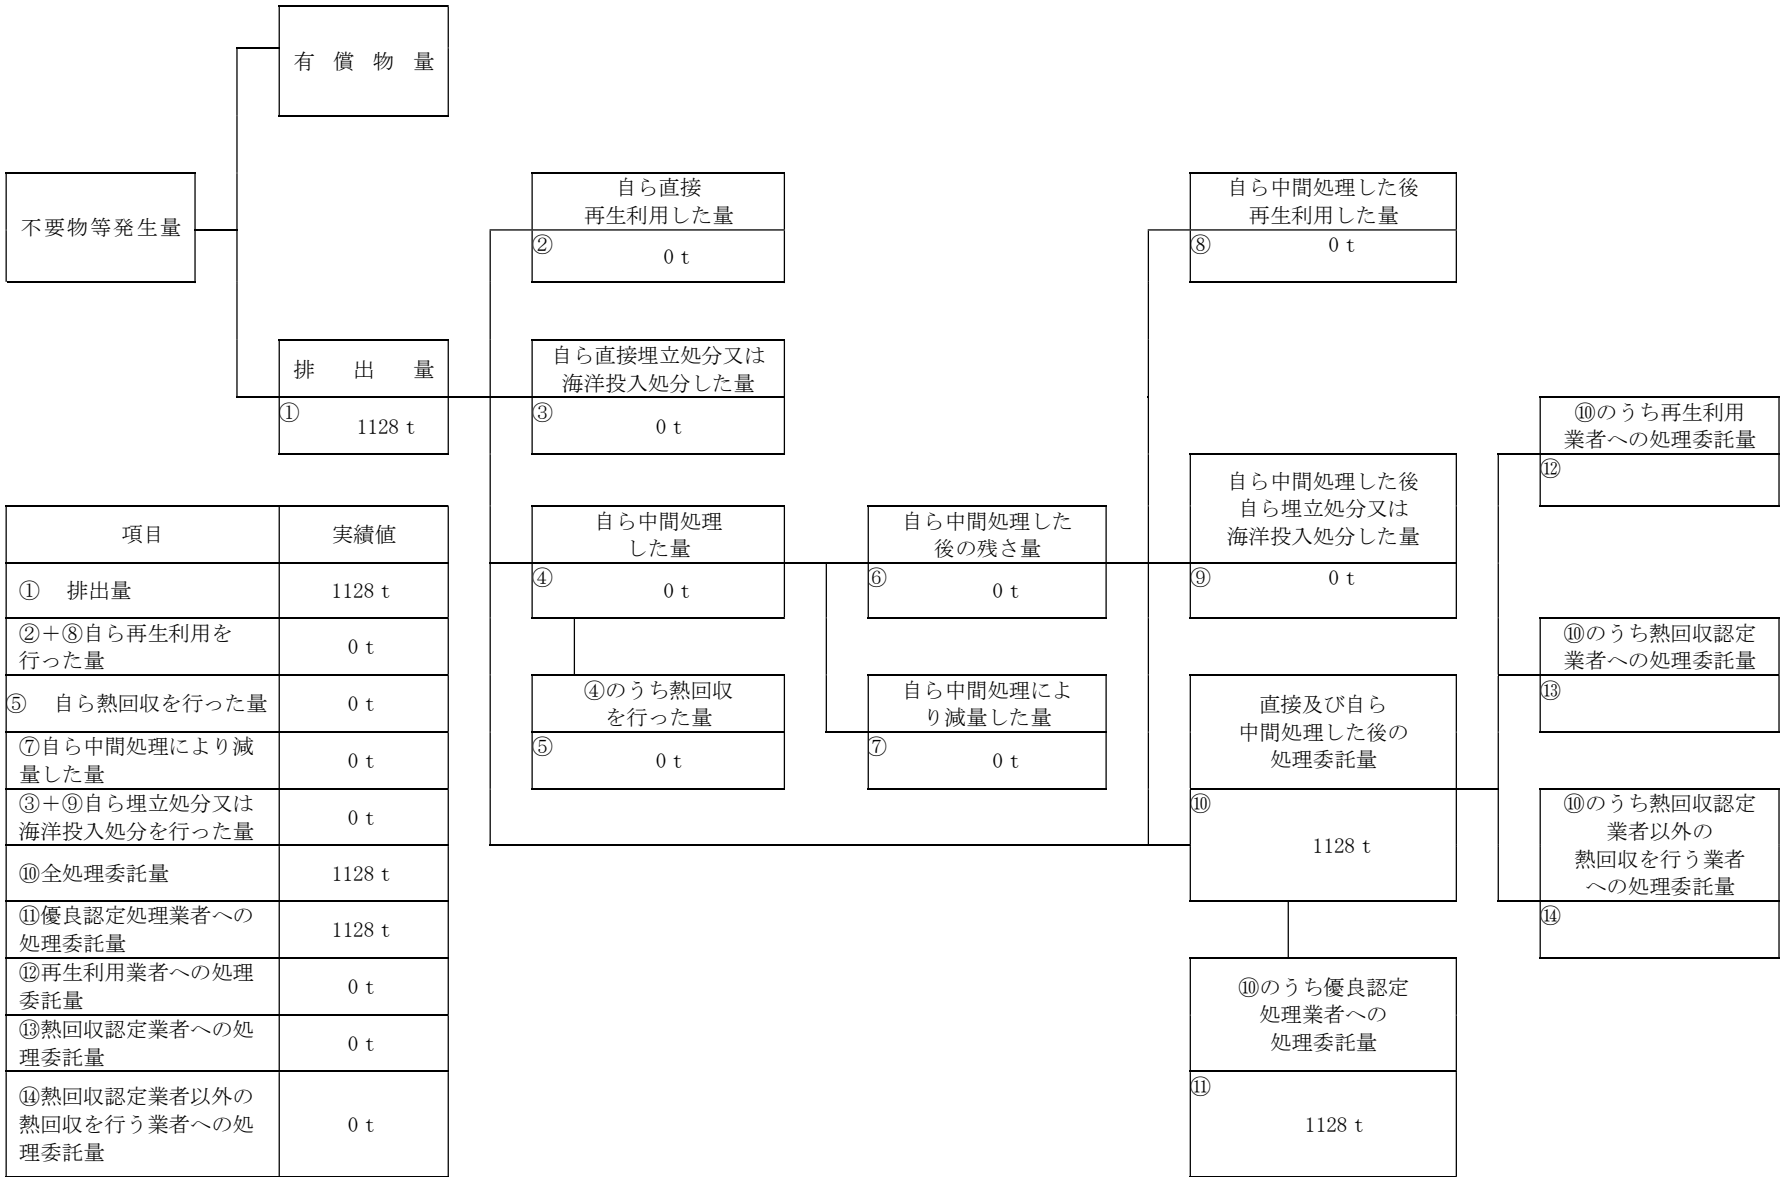 有償物量
不要物等発生量
自ら直接
再生利用した量
②
0 t
自ら中間処理した後
再生利用した量
⑧
0 t
排出量
①
1128 t
自ら直接埋立処分又は
海洋投入処分した量
③
0 t
⑩のうち再生利用
業者への処理委託量
⑫
自ら中間処理した後
自ら埋立処分又は
海洋投入処分した量
⑨
0 t
自ら中間処理
した量
④
0 t
自ら中間処理した
後の残さ量
⑥
0 t
⑩のうち熱回収認定
業者への処理委託量
⑬
④のうち熱回収
を行った量
⑤
0 t
自ら中間処理によ
り減量した量
⑦
0 t
直接及び自ら
中間処理した後の
処理委託量
⑩
1128 t
⑩のうち熱回収認定
業者以外の
熱回収を行う業者
への処理委託量
⑭
⑩のうち優良認定
処理業者への
処理委託量
⑪
1128 t
項目 実績値
① 排出量 1128 t
②＋⑧自ら再生利用を
行った量
0 t
⑤ 自ら熱回収を行った量 0 t
⑦自ら中間処理により減
量した量
0 t
③＋⑨自ら埋立処分又は
海洋投入処分を行った量
0 t
⑩全処理委託量 1128 t
⑪優良認定処理業者への
処理委託量
1128 t
⑫再生利用業者への処理
委託量
0 t
⑬熱回収認定業者への処
理委託量
0 t
⑭熱回収認定業者以外の
熱回収を行う業者への処
理委託量
0 t